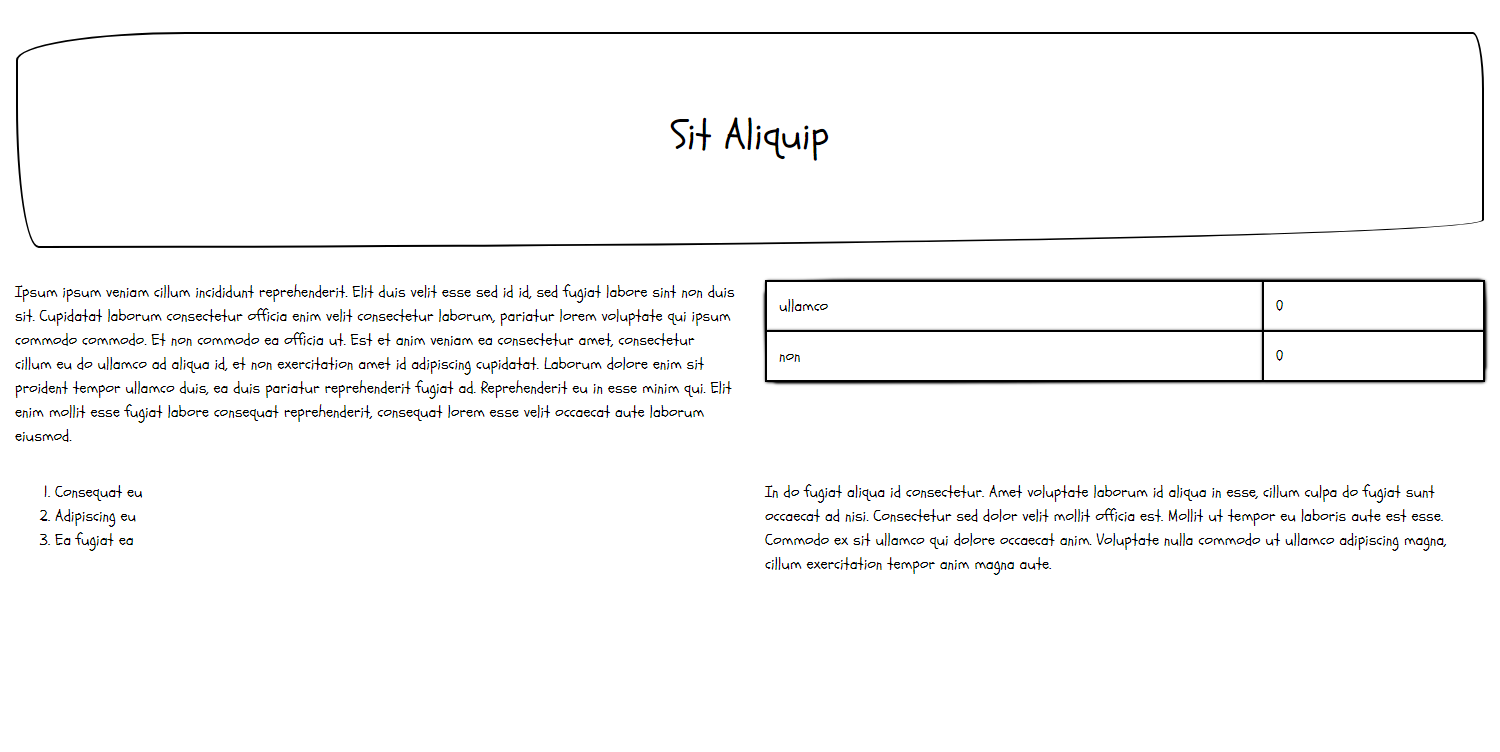 Sit Aliquip
Ipsum ipsum veniam cillum incididunt reprehenderit. Elit duis velit esse sed id id, sed fugiat labore sint non duis
sit. Cupidatat laborum consectetur officia enim velit consectetur laborum, pariatur lorem voluptate qui ipsum
commodo commodo. Et non commodo ea officia ut. Est et anim veniam ea consectetur amet, consectetur
cillum eu do ullamco ad aliqua id, et non exercitation amet id adipiscing cupidatat. Laborum dolore enim sit
proident tempor ullamco duis, ea duis pariatur reprehenderit fugiat ad. Reprehenderit eu in esse minim qui. Elit
enim mollit esse fugiat labore consequat reprehenderit, consequat lorem esse velit occaecat aute laborum
eiusmod.
ullamco 0
non 0
1. Consequat eu
2. Adipiscing eu
3. Ea fugiat ea
In do fugiat aliqua id consectetur. Amet voluptate laborum id aliqua in esse, cillum culpa do fugiat sunt
occaecat ad nisi. Consectetur sed dolor velit mollit officia est. Mollit ut tempor eu laboris aute est esse.
Commodo ex sit ullamco qui dolore occaecat anim. Voluptate nulla commodo ut ullamco adipiscing magna,
cillum exercitation tempor anim magna aute.